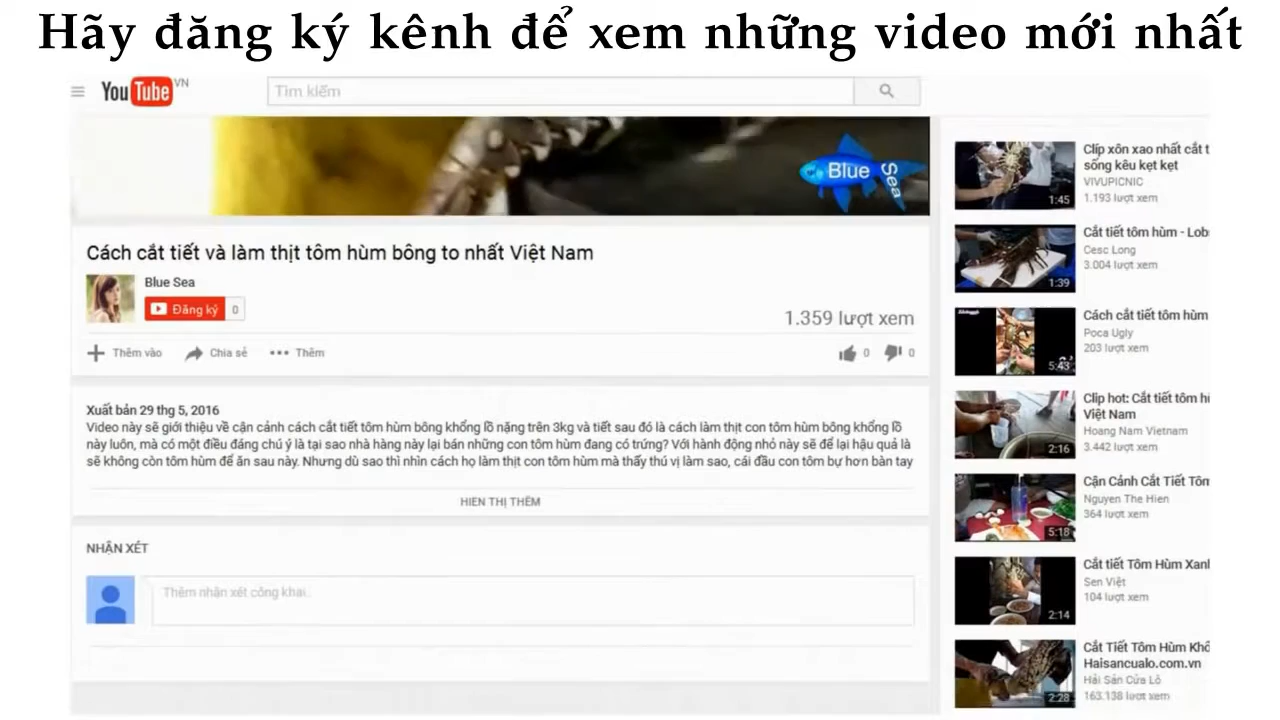 Hãy đăng ký kênh để xem những video mới nhất
YouTube VN
Tìm kiếm
Blue Sea
Cách cắt tiết và làm thịt tôm hùm bông to nhất Việt Nam
Blue Sea
Đăng ký 0
1.359 lượt xem
Thêm vào Chia sẻ Thêm 0 0
Xuất bản 29 thg 5, 2016
Video này sẽ giới thiệu về cận cảnh cách cắt tiết tôm hùm bông khổng lồ nặng trên 3kg và tiết sau đó là cách làm thịt con tôm hùm bông khổng lồ
này luôn, mà có một điều đáng chú ý là tại sao nhà hàng này lại bán những con tôm hùm đang có trứng? Với hành động nhỏ này sẽ để lại hậu quả là
sẽ không còn tôm hùm để ăn sau này. Nhưng dù sao thì nhìn cách họ làm thịt con tôm hùm mà thấy thú vị làm sao, cái đầu con tôm bự hơn bàn tay
HIỂN THỊ THÊM
NHẬN XÉT
Thêm nhận xét công khai..
Clíp xôn xao nhất cắt t
sống kêu kẹt kẹt
VIVUPICNIC
1.193 lượt xem
1:45
Cắt tiết tôm hùm - Lob
Cesc Long
3.004 lượt xem
1:39
Cách cắt tiết tôm hùm
Poca Ugly
203 lượt xem
5:43
Clip hot: Cắt tiết tôm hù
Việt Nam
Hoang Nam Vietnam
3.442 lượt xem
2:16
Cận Cảnh Cắt Tiết Tôm
Nguyen The Hien
364 lượt xem
5:18
Cắt tiết Tôm Hùm Xanh
Sen Việt
104 lượt xem
2:14
Cắt Tiết Tôm Hùm Khổ
Haisancualo.com.vn
Hải Sản Cửa Lò
163.138 lượt xem
2:28